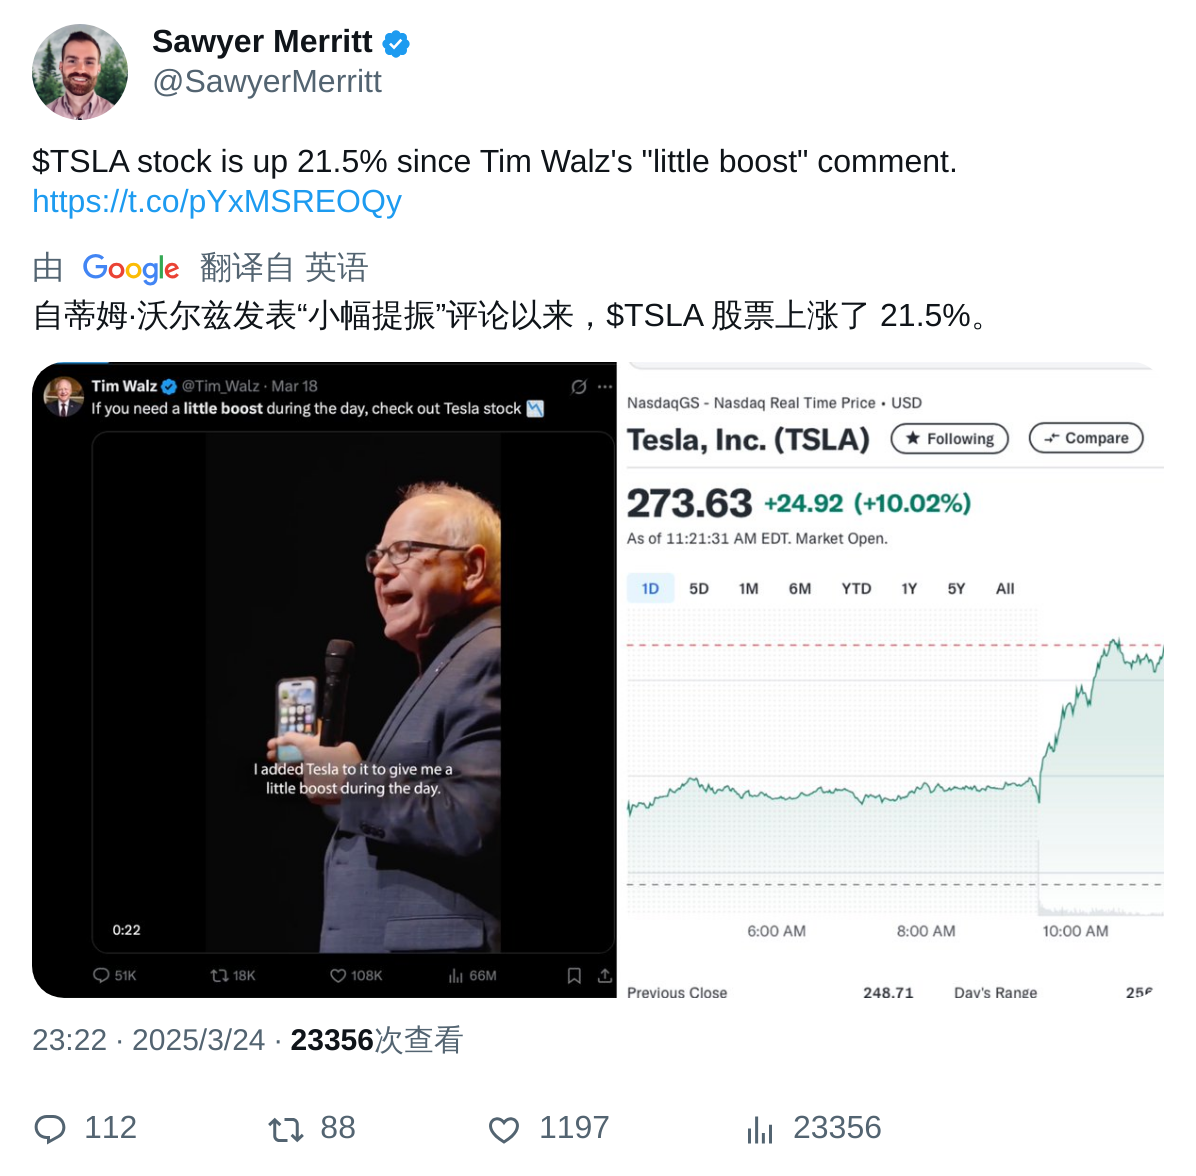 Sawyer Merritt
@SawyerMerritt
$TSLA stock is up 21.5% since Tim Walz's "little boost" comment.
https://t.co/pYxMSREOQy
由 Google 翻译自 英语
自蒂姆·沃尔兹发表“小幅提振”评论以来，$TSLA 股票上涨了 21.5%。
Tim Walz @Tim_Walz · Mar 18
If you need a little boost during the day, check out Tesla stock 📉
I added Tesla to it to give me a
little boost during the day.
0:22
51K 18K 108K 66M
NasdaqGS - Nasdaq Real Time Price • USD
Tesla, Inc. (TSLA) ★ Following Compare
273.63 +24.92 (+10.02%)
As of 11:21:31 AM EDT. Market Open.
1D 5D 1M 6M YTD 1Y 5Y All
6:00 AM 8:00 AM 10:00 AM
Previous Close 248.71 Day's Range
23:22 · 2025/3/24 · 23356次查看
112 88 1197 23356